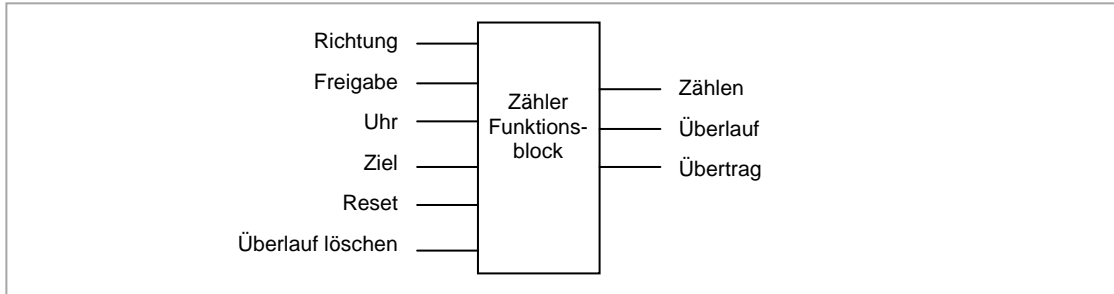 Richtung
Freigabe
Uhr
Ziel
Reset
Überlauf löschen
Zähler
Funktions-
block
Zählen
Überlauf
Übertrag